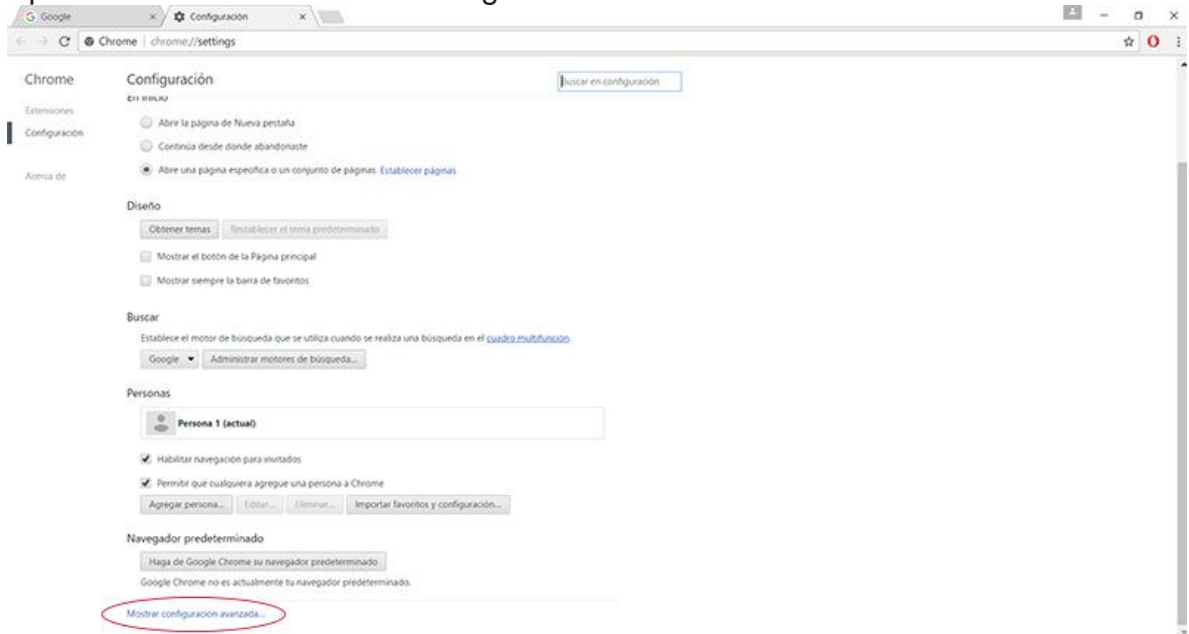 Google
Configuración
Chrome | chrome://settings
Chrome
Configuración
Buscar en configuración
Extensiones
Configuración
Acerca de
En inicio
Abrir la página de Nueva pestaña
Continúa desde donde abandonaste
Abre una página específica o un conjunto de páginas. Establecer páginas
Diseño
Obtener temas
Restablecer el tema predeterminado
Mostrar el botón de la Página principal
Mostrar siempre la barra de favoritos
Buscar
Establece el motor de búsqueda que se utiliza cuando se realiza una búsqueda en el cuadro multifunción.
Google
Administrar motores de búsqueda...
Personas
Persona 1 (actual)
Habilitar navegación para invitados
Permitir que cualquiera agregue una persona a Chrome
Agregar persona...
Editar...
Eliminar...
Importar favoritos y configuración...
Navegador predeterminado
Haga de Google Chrome su navegador predeterminado
Google Chrome no es actualmente tu navegador predeterminado.
Mostrar configuración avanzada...